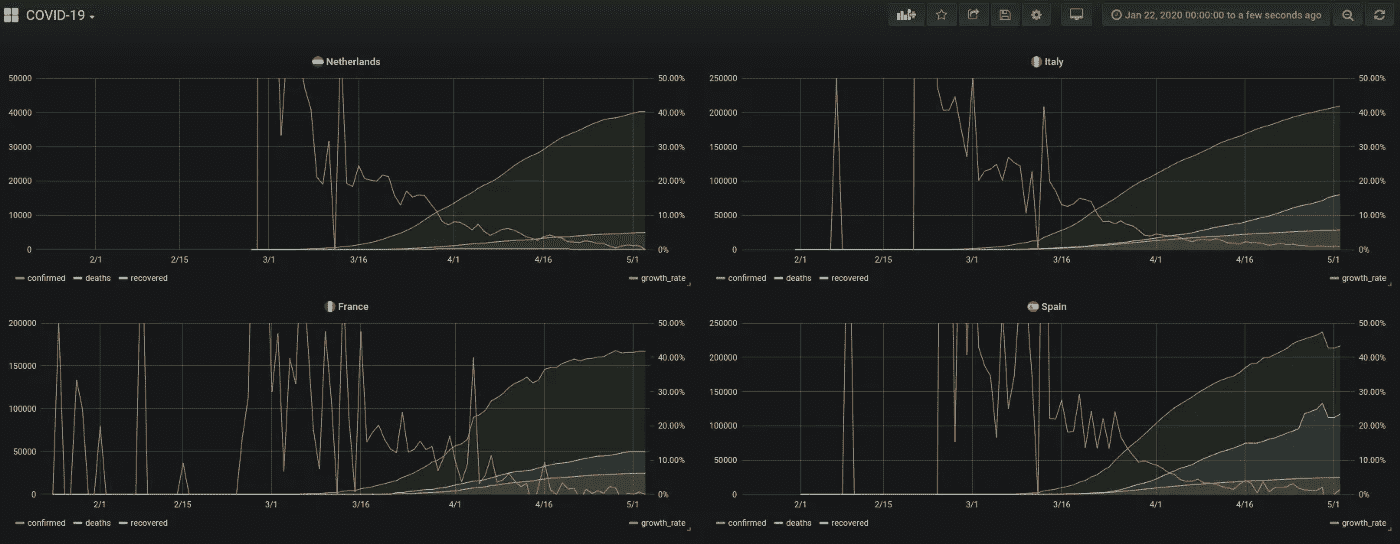 COVID-19
Jan 22, 2020 00:00:00 to a few seconds ago
Netherlands
50000 50.00%
40000 40.00%
30000 30.00%
20000 20.00%
10000 10.00%
0 0%
2/1 2/15 3/1 3/16 4/1 4/16 5/1
confirmed deaths recovered growth_rate
Italy
250000 50.00%
200000 40.00%
150000 30.00%
100000 20.00%
50000 10.00%
0 0%
2/1 2/15 3/1 3/16 4/1 4/16 5/1
confirmed deaths recovered growth_rate
France
200000 50.00%
150000 40.00%
30.00%
100000
20.00%
50000 10.00%
0 0%
2/1 2/15 3/1 3/16 4/1 4/16 5/1
confirmed deaths recovered growth_rate
Spain
250000 50.00%
200000 40.00%
150000 30.00%
100000 20.00%
50000 10.00%
0 0%
2/1 2/15 3/1 3/16 4/1 4/16 5/1
confirmed deaths recovered growth_rate